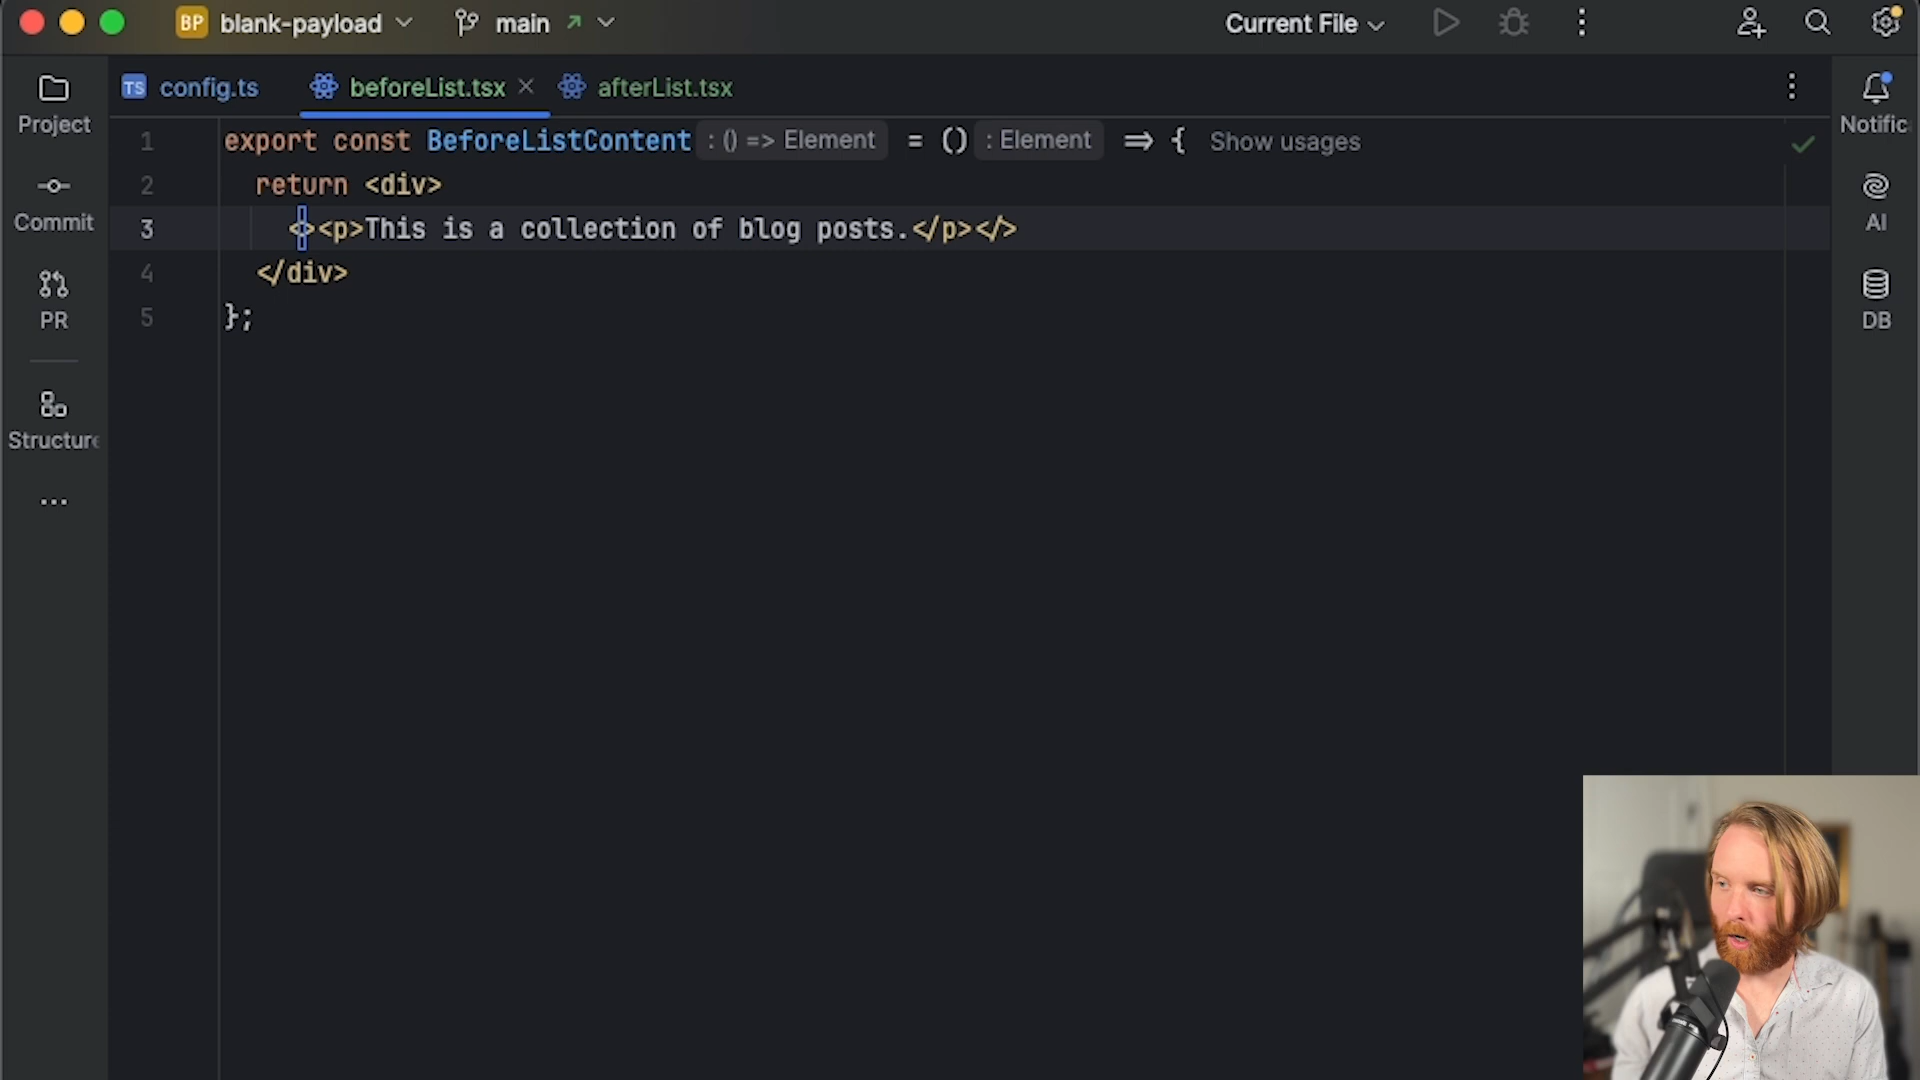 BP blank-payload main Current File
TS config.ts beforeList.tsx afterList.tsx
Project
Commit
PR
Structure
1 export const BeforeListContent : () => Element = () : Element => { Show usages
2 return <div>
3 <><p>This is a collection of blog posts.</p></>
4 </div>
5 };
Notific
AI
DB